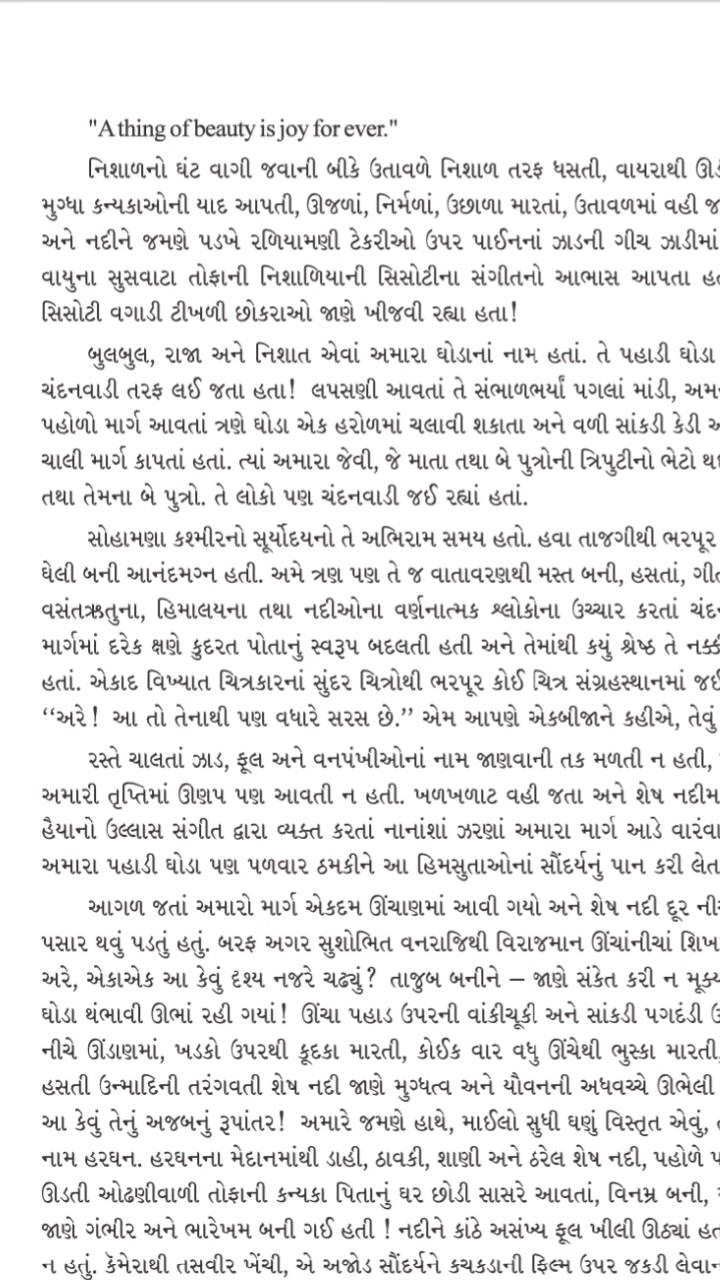 "A thing of beauty is joy for ever."
નિશાળનો ઘંટ વાગી જવાની બીકે ઉતાવળે નિશાળ તરફ ધસતી, વાયરાથી
મુગ્ધા કન્યકાઓની યાદ આપતી, ઊજળાં, નિર્મળાં, ઉછાળા મારતાં, ઉતાવળમાં વહી
અને નદીને જમણે પડખે રળિયામણી ટેકરીઓ ઉપર પાઈનનાં ઝાડની ગીચ ઝાડીમાં
વાયુના સુસવાટા તોફાની નિશાળિયાની સિસોટીના સંગીતનો આભાસ આપતા
સિસોટી વગાડી ટીખળી છોકરાઓ જાણે ખીજવી રહ્યા હતા!
બુલબુલ, રાજા અને નિશાત એવાં અમારા ઘોડાનાં નામ હતાં. તે પહાડી ઘોડા
ચંદનવાડી તરફ લઈ જતા હતા! લપસણી આવતાં તે સંભાળભર્યાં પગલાં માંડી,
પહોળો માર્ગ આવતાં ત્રણે ઘોડા એક હરોળમાં ચલાવી શકાતા અને વળી સાંકડી કેડી
ચાલી માર્ગ કાપતાં હતાં. ત્યાં અમારા જેવી, જે માતા તથા બે પુત્રોની ત્રિપુટીનો ભેટો
તથા તેમના બે પુત્રો. તે લોકો પણ ચંદનવાડી જઈ રહ્યાં હતાં.
સોહામણા કશ્મીરનો સૂર્યોદયનો તે અભિરામ સમય હતો. હવા તાજગીથી ભરપૂર
ઘેલી બની આનંદમગ્ન હતી. અમે ત્રણ પણ તે જ વાતાવરણથી મસ્ત બની, હસતાં,
વસંતઋતુના, હિમાલયના તથા નદીઓના વર્ણનાત્મક શ્લોકોના ઉચ્ચાર કરતાં
માર્ગમાં દરેક ક્ષણે કુદરત પોતાનું સ્વરૂપ બદલતી હતી અને તેમાંથી કયું શ્રેષ્ઠ તે
હતાં. એકાદ વિખ્યાત ચિત્રકારનાં સુંદર ચિત્રોથી ભરપૂર કોઈ ચિત્ર સંગ્રહસ્થાનમાં
‘‘અરે! આ તો તેનાથી પણ વધારે સરસ છે.’’ એમ આપણે એકબીજાને કહીએ, તેવું
રસ્તે ચાલતાં ઝાડ, ફૂલ અને વનપંખીઓનાં નામ જાણવાની તક મળતી ન હતી,
અમારી તૃપ્તિમાં ઊણપ પણ આવતી ન હતી. ખળખળાટ વહી જતા અને શેષ
હૈયાનો ઉલ્લાસ સંગીત દ્વારા વ્યક્ત કરતાં નાનાંશાં ઝરણાં અમારા માર્ગ આડે
અમારા પહાડી ઘોડા પણ પળવાર ઠમકીને આ હિમસુતાઓનાં સૌંદર્યનું પાન કરી
આગળ જતાં અમારો માર્ગ એકદમ ઊંચાણમાં આવી ગયો અને શેષ નદી દૂર
પસાર થવું પડતું હતું. બરફ અગર સુશોભિત વનરાજિથી વિરાજમાન ઊંચાંનીચાં
અરે, એકાએક આ કેવું દૃશ્ય નજરે ચઢ્યું? તાજુબ બનીને – જાણે સંકેત કરી ન
ઘોડા થંભાવી ઊભાં રહી ગયાં! ઊંચા પહાડ ઉપરની વાંકીચૂકી અને સાંકડી પગદંડી
નીચે ઊંડાણમાં, ખડકો ઉપરથી કૂદકા મારતી, કોઈક વાર વધુ ઊંચેથી ભુસ્કા મારતી,
હસતી ઉન્માદિની તરંગવતી શેષ નદી જાણે મુગ્ધત્વ અને યૌવનની અધવચ્ચે ઊભેલી
આ કેવું તેનું અજબનું રૂપાંતર! અમારે જમણે હાથે, માઈલો સુધી ઘણું વિસ્તૃત એવું,
નામ હરઘન. હરઘનના મેદાનમાંથી ડાહી, ઠાવકી, શાણી અને ઠરેલ શેષ નદી, પહોળે
ઊડતી ઓઢણીવાળી તોફાની કન્યકા પિતાનું ઘર છોડી સાસરે આવતાં, વિનમ્ર બની,
જાણે ગંભીર અને ભારેખમ બની ગઈ હતી ! નદીને કાંઠે અસંખ્ય ફૂલ ખીલી ઊઠ્યાં
ન હતું. કૅમેરાથી તસવીર ખેંચી, એ અજોડ સૌંદર્યને કચકડાની ફિલ્મ ઉપર જકડી